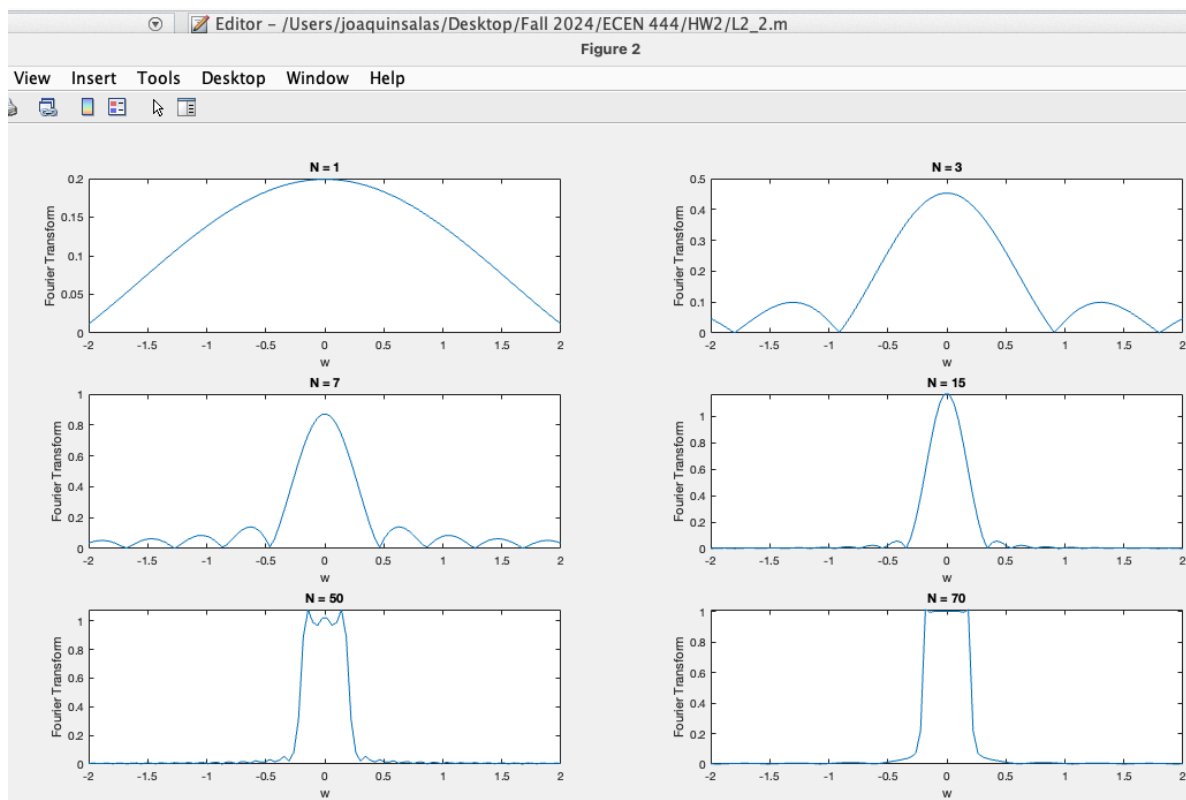 Editor – /Users/joaquinsalas/Desktop/Fall 2024/ECEN 444/HW2/L2_2.m
Figure 2
View Insert Tools Desktop Window Help
N = 1
0.2
0.15
0.1
0.05
0
Fourier Transform
-2 -1.5 -1 -0.5 0 0.5 1 1.5 2
w
N = 3
0.5
0.4
0.3
0.2
0.1
0
Fourier Transform
-2 -1.5 -1 -0.5 0 0.5 1 1.5 2
w
N = 7
1
0.8
0.6
0.4
0.2
0
Fourier Transform
-2 -1.5 -1 -0.5 0 0.5 1 1.5 2
w
N = 15
1
0.8
0.6
0.4
0.2
0
Fourier Transform
-2 -1.5 -1 -0.5 0 0.5 1 1.5 2
w
N = 50
1
0.8
0.6
0.4
0.2
0
Fourier Transform
-2 -1.5 -1 -0.5 0 0.5 1 1.5 2
w
N = 70
1
0.8
0.6
0.4
0.2
0
Fourier Transform
-2 -1.5 -1 -0.5 0 0.5 1 1.5 2
w